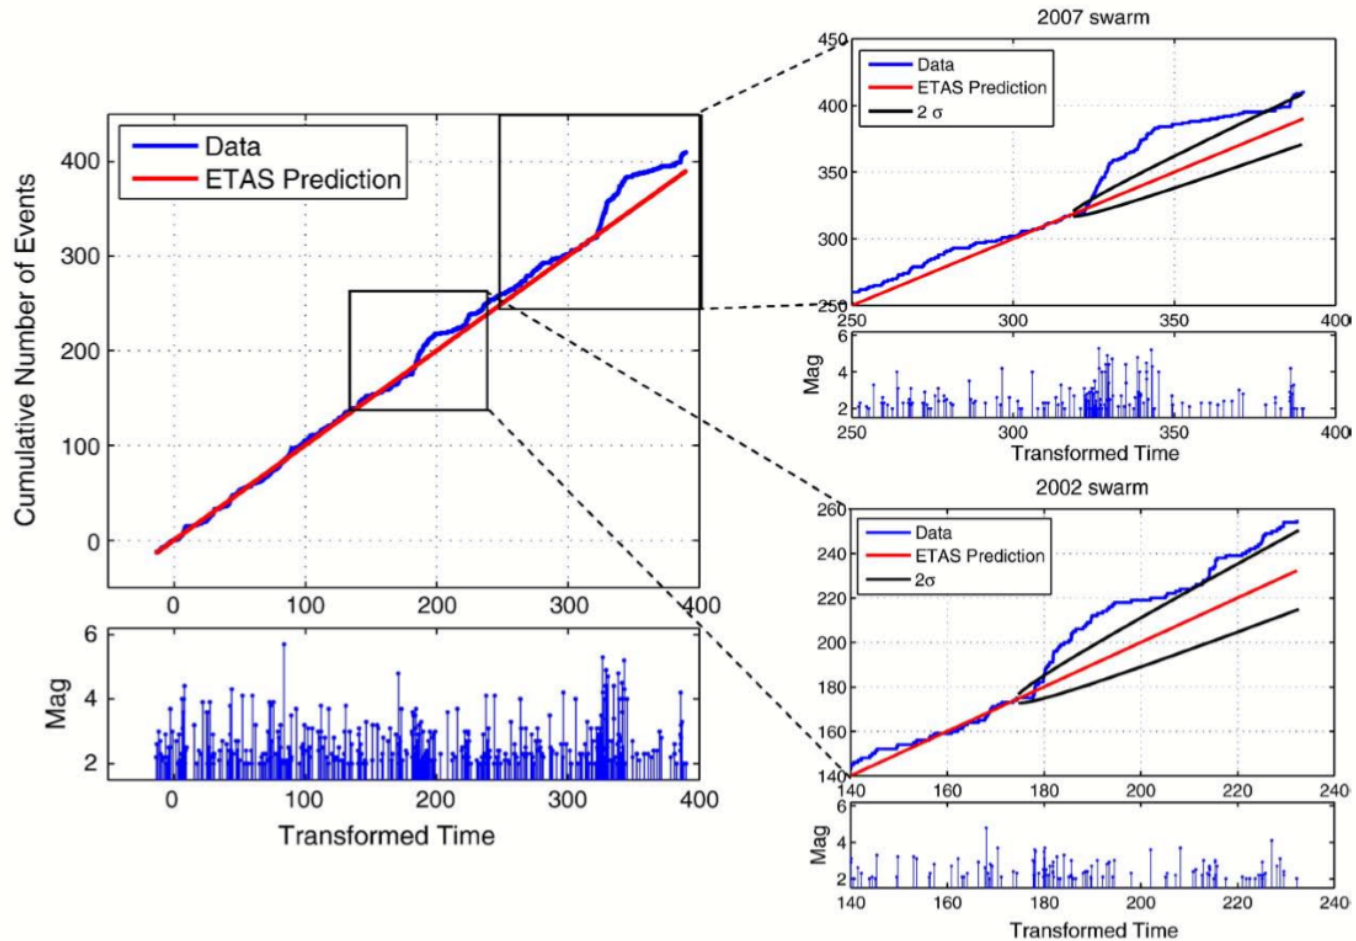 Data
ETAS Prediction
Cumulative Number of Events
400
300
200
100
0
0 100 200 300 400
Mag
6
4
2
0 100 200 300 400
Transformed Time
2007 swarm
Data
ETAS Prediction
2 σ
450
400
350
300
250
250 300 350 400
Mag
6
4
2
250 300 350 400
Transformed Time
2002 swarm
Data
ETAS Prediction
2σ
260
240
220
200
180
160
140
140 160 180 200 220 240
Mag
6
4
2
140 160 180 200 220 240
Transformed Time